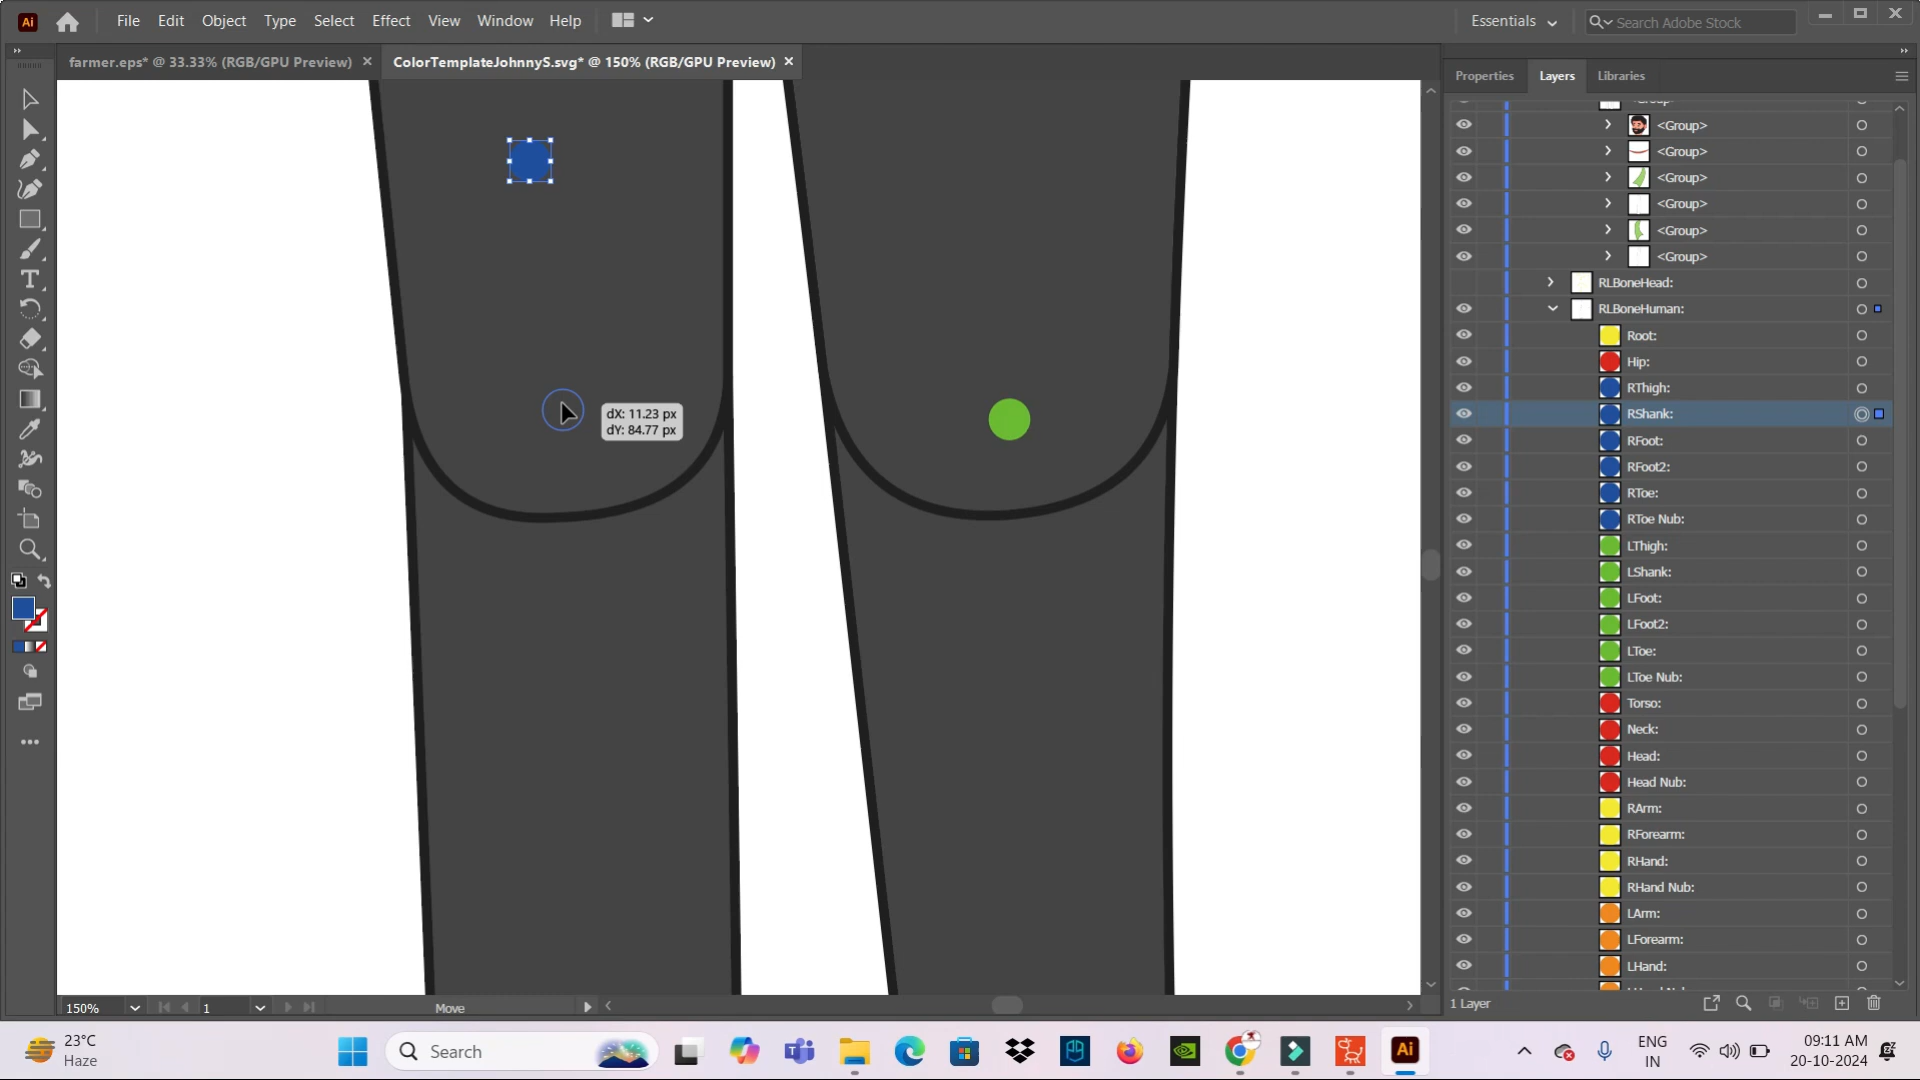 Ai File Edit Object Type Select Effect View Window Help Essentials Search Adobe Stock
farmer.eps* @ 33.33% (RGB/GPU Preview) ColorTemplateJohnnyS.svg* @ 150% (RGB/GPU Preview)
Properties Layers Libraries
<Group>
<Group>
<Group>
<Group>
<Group>
<Group>
<Group>
RLBoneHead:
RLBoneHuman:
Root:
Hip:
RThigh:
RShank:
RFoot:
RFoot2:
RToe:
RToe Nub:
LThigh:
LShank:
LFoot:
LFoot2:
LToe:
LToe Nub:
Torso:
Neck:
Head:
Head Nub:
RArm:
RForearm:
RHand:
RHand Nub:
LArm:
LForearm:
LHand:
dX: 11.23 px
dY: 84.77 px
150% 1 Move
1 Layer
23°C
Haze
Search
Ai
ENG
IN
09:11 AM
20-10-2024